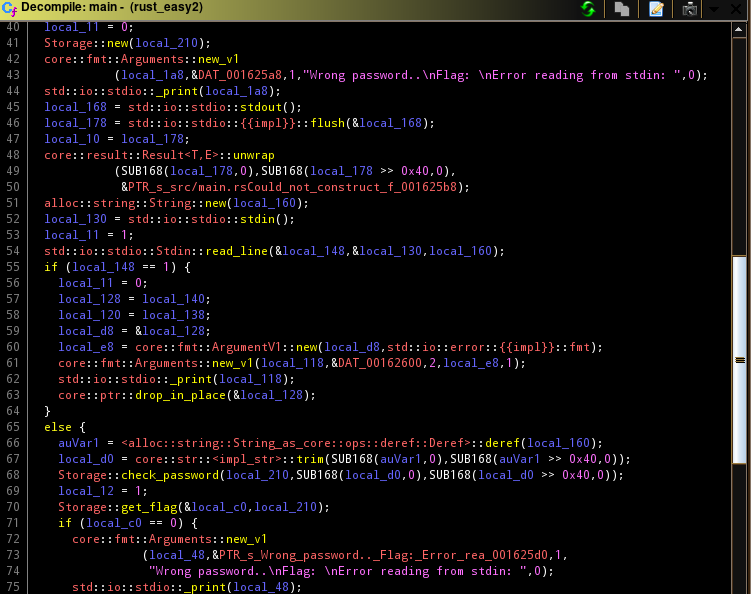 Decompile: main - (rust_easy2)
40 local_11 = 0;
41 Storage::new(local_210);
42 core::fmt::Arguments::new_v1
43 (local_1a8,&DAT_001625a8,1,"Wrong password..\nFlag: \nError reading from stdin: ",0);
44 std::io::stdio::_print(local_1a8);
45 local_168 = std::io::stdio::stdout();
46 local_178 = std::io::stdio::{{impl}}::flush(&local_168);
47 local_10 = local_178;
48 core::result::Result<T,E>::unwrap
49 (SUB168(local_178,0),SUB168(local_178 >> 0x40,0),
50 &PTR_s_src/main.rsCould_not_construct_f_001625b8);
51 alloc::string::String::new(local_160);
52 local_130 = std::io::stdio::stdin();
53 local_11 = 1;
54 std::io::stdio::Stdin::read_line(&local_148,&local_130,local_160);
55 if (local_148 == 1) {
56 local_11 = 0;
57 local_128 = local_140;
58 local_120 = local_138;
59 local_d8 = &local_128;
60 local_e8 = core::fmt::ArgumentV1::new(local_d8,std::io::error::{{impl}}::fmt);
61 core::fmt::Arguments::new_v1(local_118,&DAT_00162600,2,local_e8,1);
62 std::io::stdio::_print(local_118);
63 core::ptr::drop_in_place(&local_128);
64 }
65 else {
66 auVar1 = <alloc::string::String_as_core::ops::deref::Deref>::deref(local_160);
67 local_d0 = core::str::<impl_str>::trim(SUB168(auVar1,0),SUB168(auVar1 >> 0x40,0));
68 Storage::check_password(local_210,SUB168(local_d0,0),SUB168(local_d0 >> 0x40,0));
69 local_12 = 1;
70 Storage::get_flag(&local_c0,local_210);
71 if (local_c0 == 0) {
72 core::fmt::Arguments::new_v1
73 (local_48,&PTR_s_Wrong_password.._Flag:_Error_rea_001625d0,1,
74 "Wrong password..\nFlag: \nError reading from stdin: ",0);
75 std::io::stdio::_print(local_48);